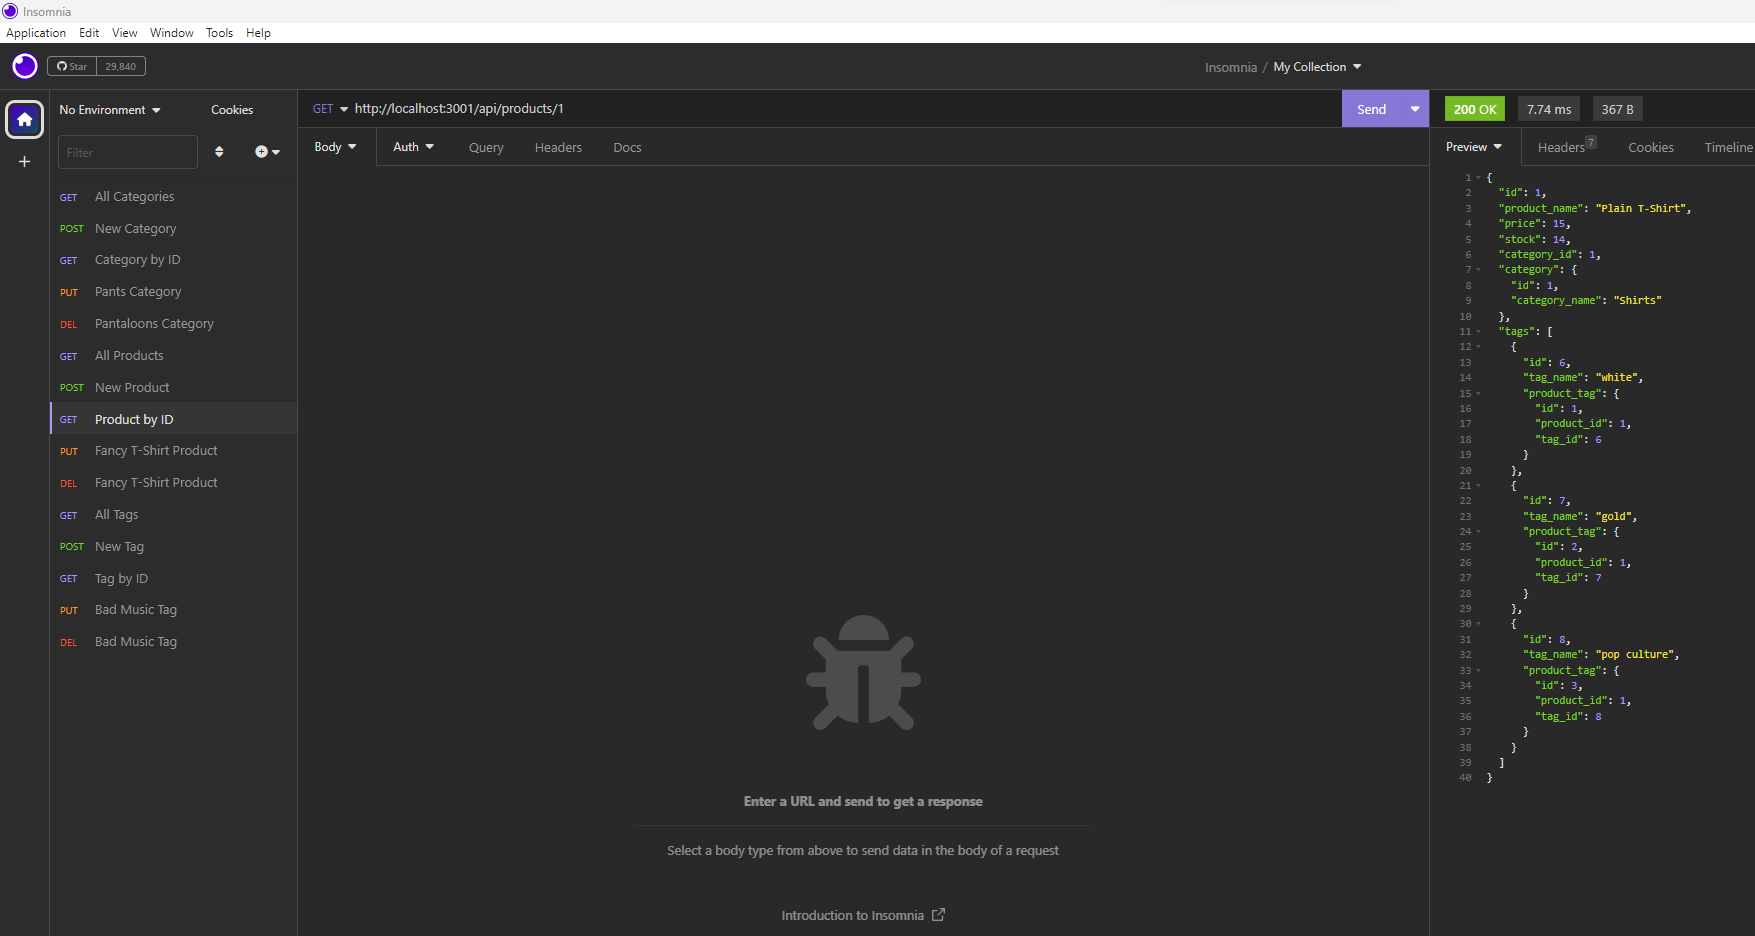 Insomnia
Application Edit View Window Tools Help
Star 29,840
Insomnia / My Collection
No Environment Cookies
Filter
GET All Categories
POST New Category
GET Category by ID
PUT Pants Category
DEL Pantaloons Category
GET All Products
POST New Product
GET Product by ID
PUT Fancy T-Shirt Product
DEL Fancy T-Shirt Product
GET All Tags
POST New Tag
GET Tag by ID
PUT Bad Music Tag
DEL Bad Music Tag
GET http://localhost:3001/api/products/1 Send
Body Auth Query Headers Docs
Enter a URL and send to get a response
Select a body type from above to send data in the body of a request
Introduction to Insomnia
200 OK 7.74 ms 367 B
Preview Headers 7 Cookies Timeline
1 {
2 "id": 1,
3 "product_name": "Plain T-Shirt",
4 "price": 15,
5 "stock": 14,
6 "category_id": 1,
7 "category": {
8 "id": 1,
9 "category_name": "Shirts"
10 },
11 "tags": [
12 {
13 "id": 6,
14 "tag_name": "white",
15 "product_tag": {
16 "id": 1,
17 "product_id": 1,
18 "tag_id": 6
19 }
20 },
21 {
22 "id": 7,
23 "tag_name": "gold",
24 "product_tag": {
25 "id": 2,
26 "product_id": 1,
27 "tag_id": 7
28 }
29 },
30 {
31 "id": 8,
32 "tag_name": "pop culture",
33 "product_tag": {
34 "id": 3,
35 "product_id": 1,
36 "tag_id": 8
37 }
38 }
39 ]
40 }